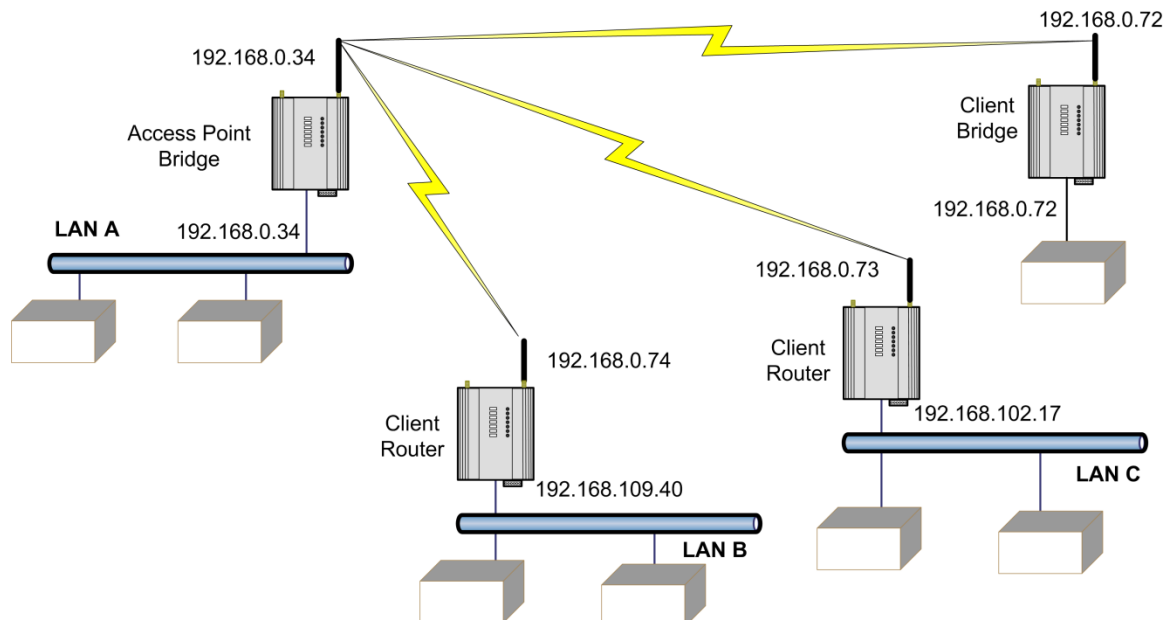 192.168.0.72
192.168.0.34
Client
Bridge
Access Point
Bridge
192.168.0.72
LAN A
192.168.0.34
192.168.0.73
Client
Router
192.168.0.74
192.168.102.17
Client
Router
LAN C
192.168.109.40
LAN B